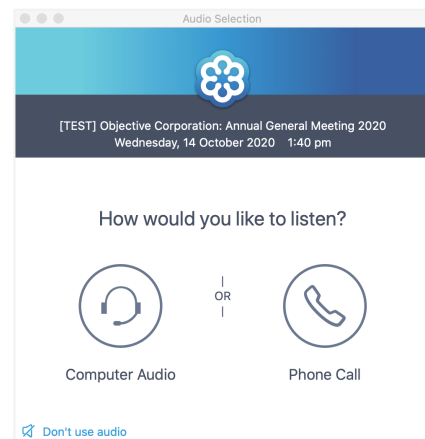 Audio Selection
[TEST] Objective Corporation: Annual General Meeting 2020
Wednesday, 14 October 2020 1:40 pm
How would you like to listen?
OR
Computer Audio
Phone Call
Don't use audio